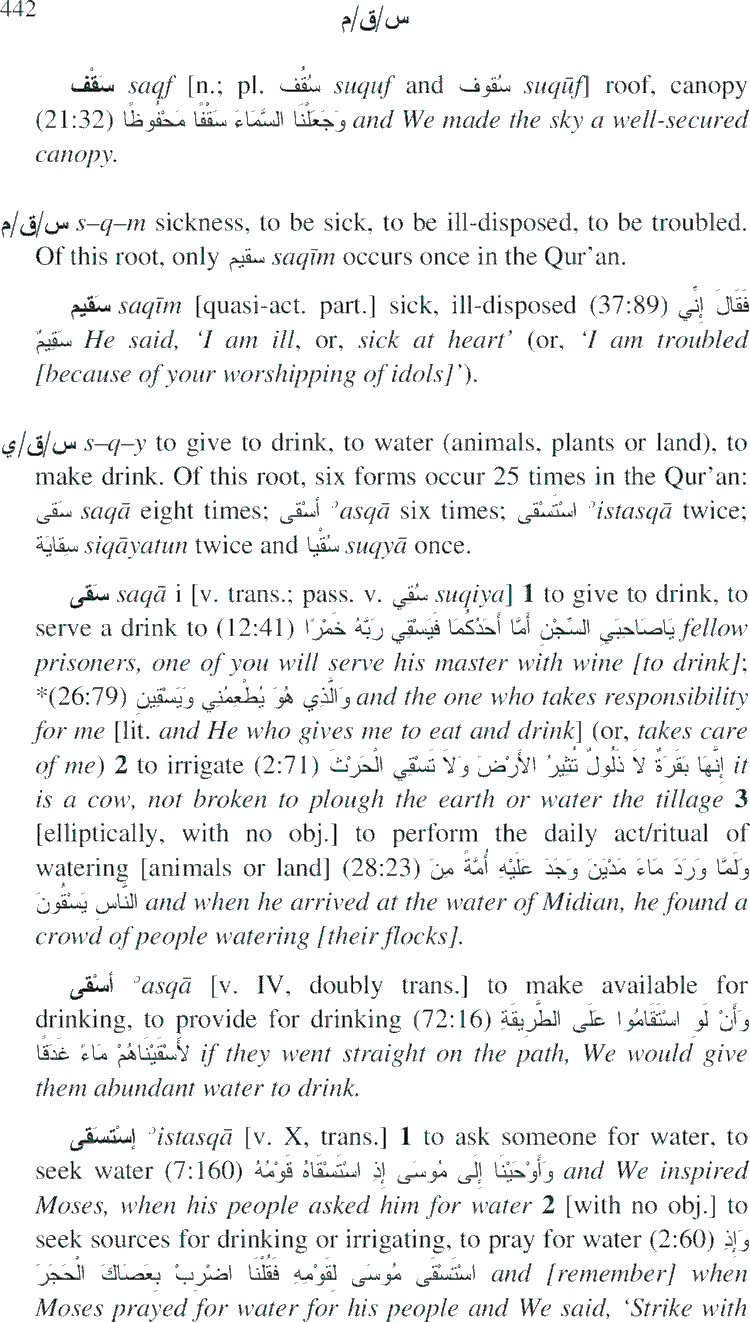 442
س/ق/م
سَقْف saqf [n.; pl. سُقُف suquf and سُقوف suqūf] roof, canopy
(21:32) وَجَعَلْنَا السَّمَاءَ سَقْفًا مَحْفُوظًا and We made the sky a well-secured
canopy.
س/ق/م s–q–m sickness, to be sick, to be ill-disposed, to be troubled.
Of this root, only سقيم saqīm occurs once in the Qur’an.
سَقيم saqīm [quasi-act. part.] sick, ill-disposed (37:89) فَقَالَ إِنِّي
سَقِيمٌ He said, ‘I am ill, or, sick at heart’ (or, ‘I am troubled
[because of your worshipping of idols]’).
س/ق/ي s–q–y to give to drink, to water (animals, plants or land), to
make drink. Of this root, six forms occur 25 times in the Qur’an:
سَقى saqā eight times; أَسْقى ʾasqā six times; اسْتَسْقى ʾistasqā twice;
سِقاية siqāyatun twice and سُقْيا suqyā once.
سَقى saqā i [v. trans.; pass. v. سُقِي suqiya] 1 to give to drink, to
serve a drink to (12:41) يَاصَاحِبَيِ السِّجْنِ أَمَّا أَحَدُكُمَا فَيَسْقِي رَبَّهُ خَمْرًا fellow
prisoners, one of you will serve his master with wine [to drink];
*(26:79) وَالَّذِي هُوَ يُطْعِمُنِي وَيَسْقِينِ and the one who takes responsibility
for me [lit. and He who gives me to eat and drink] (or, takes care
of me) 2 to irrigate (2:71) إِنَّهَا بَقَرَةٌ لاَ ذَلُولٌ تُثِيرُ الأَرْضَ وَلاَ تَسْقِي الْحَرْثَ it
is a cow, not broken to plough the earth or water the tillage 3
[elliptically, with no obj.] to perform the daily act/ritual of
watering [animals or land] (28:23) وَلَمَّا وَرَدَ مَاءَ مَدْيَنَ وَجَدَ عَلَيْهِ أُمَّةً مِنَ
النَّاسِ يَسْقُونَ and when he arrived at the water of Midian, he found a
crowd of people watering [their flocks].
أَسْقى ʾasqā [v. IV, doubly trans.] to make available for
drinking, to provide for drinking (72:16) وَأَنْ لَوِ اسْتَقَامُوا عَلَى الطَّرِيقَةِ
لأَسْقَيْنَاهُمْ مَاءً غَدَقًا if they went straight on the path, We would give
them abundant water to drink.
إسْتَسقى ʾistasqā [v. X, trans.] 1 to ask someone for water, to
seek water (7:160) وَأَوْحَيْنَا إِلَى مُوسَى إِذِ اسْتَسْقَاهُ قَوْمُهُ and We inspired
Moses, when his people asked him for water 2 [with no obj.] to
seek sources for drinking or irrigating, to pray for water (2:60) وَإِذِ
اسْتَسْقَى مُوسَى لِقَوْمِهِ فَقُلْنَا اضْرِبْ بِعَصَاكَ الْحَجَرَ and [remember] when
Moses prayed for water for his people and We said, ‘Strike with